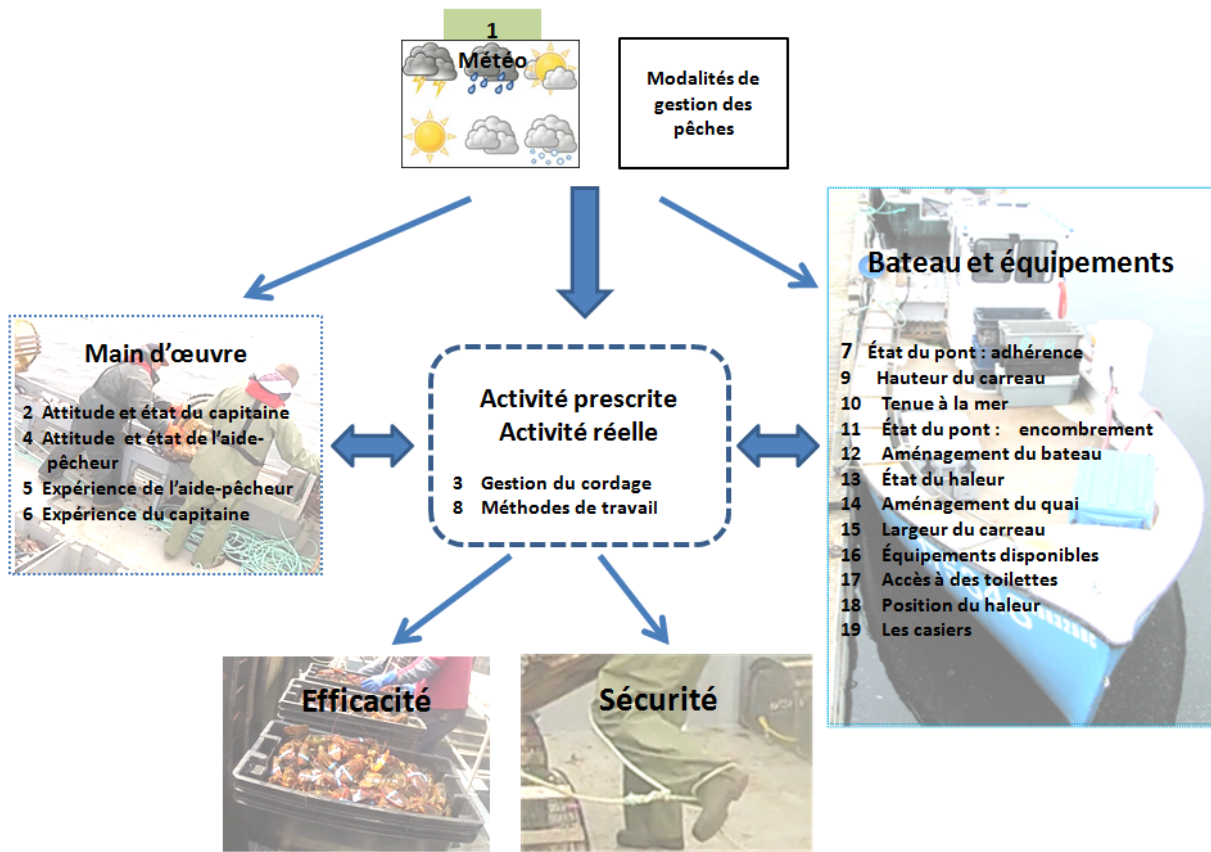 1
Météo
Modalités de
gestion des
pêches
Main d'œuvre
2 Attitude et état du capitaine
4 Attitude et état de l'aide-
pêcheur
5 Expérience de l'aide-pêcheur
6 Expérience du capitaine
Activité prescrite
Activité réelle
3 Gestion du cordage
8 Méthodes de travail
Bateau et équipements
7 État du pont : adhérence
9 Hauteur du carreau
10 Tenue à la mer
11 État du pont : encombrement
12 Aménagement du bateau
13 État du haleur
14 Aménagement du quai
15 Largeur du carreau
16 Équipements disponibles
17 Accès à des toilettes
18 Position du haleur
19 Les casiers
Efficacité
Sécurité